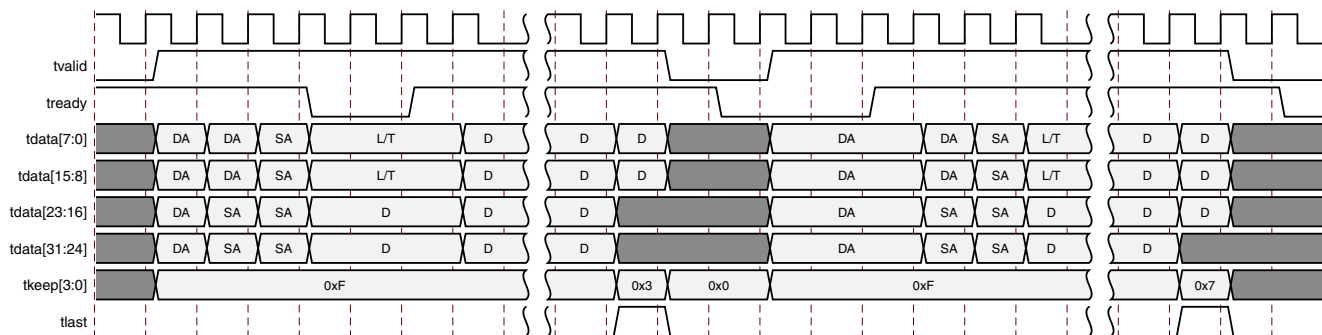 tvalid
tready
tdata[7:0] DA DA SA L/T D D D DA DA SA L/T D D
tdata[15:8] DA DA SA L/T D D D DA DA SA L/T D D
tdata[23:16] DA SA SA D D D DA SA SA D D D
tdata[31:24] DA SA SA D D D DA SA SA D D
tkeep[3:0] 0xF 0x3 0x0 0xF 0x7
tlast